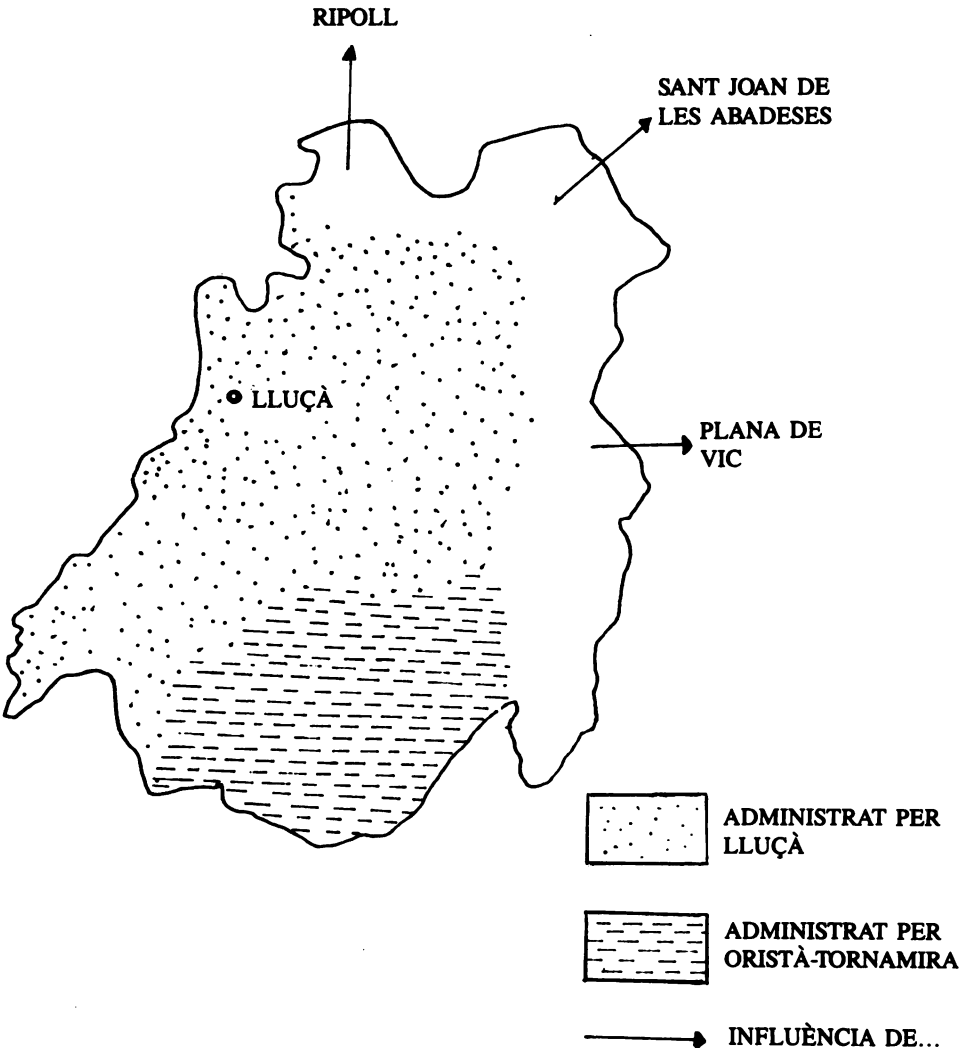 RIPOLL
SANT JOAN DE
LES ABADESES
LLUÇÀ
PLANA DE
VIC
ADMINISTRAT PER
LLUÇÀ
ADMINISTRAT PER
ORISTÀ-TORNAMIRA
INFLUÈNCIA DE...